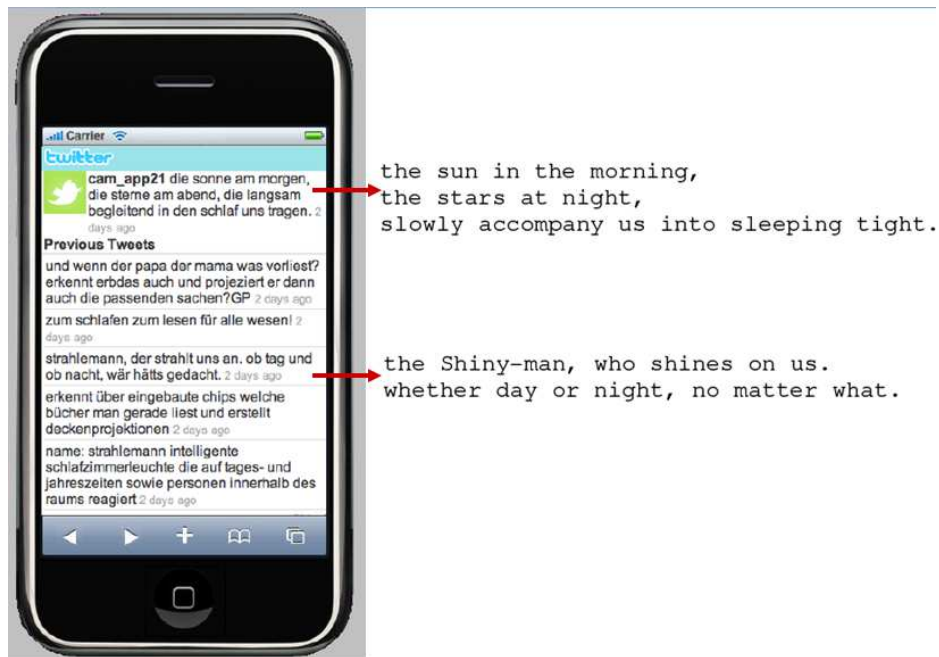 Carrier
twitter
cam_app21 die sonne am morgen,
die sterne am abend, die langsam
begleitend in den schlaf uns tragen. 2
days ago
Previous Tweets
und wenn der papa der mama was vorliest?
erkennt erbdas auch und projeziert er dann
auch die passenden sachen?GP 2 days ago
zum schlafen zum lesen für alle wesen! 2
days ago
strahlemann, der strahlt uns an. ob tag und
ob nacht, wär hätts gedacht. 2 days ago
erkennt über eingebaute chips welche
bücher man gerade liest und erstellt
deckenprojektionen 2 days ago
name: strahlemann intelligente
schlafzimmerleuchte die auf tages- und
jahreszeiten sowie personen innerhalb des
raums reagiert 2 days ago
the sun in the morning,
the stars at night,
slowly accompany us into sleeping tight.
the Shiny-man, who shines on us.
whether day or night, no matter what.